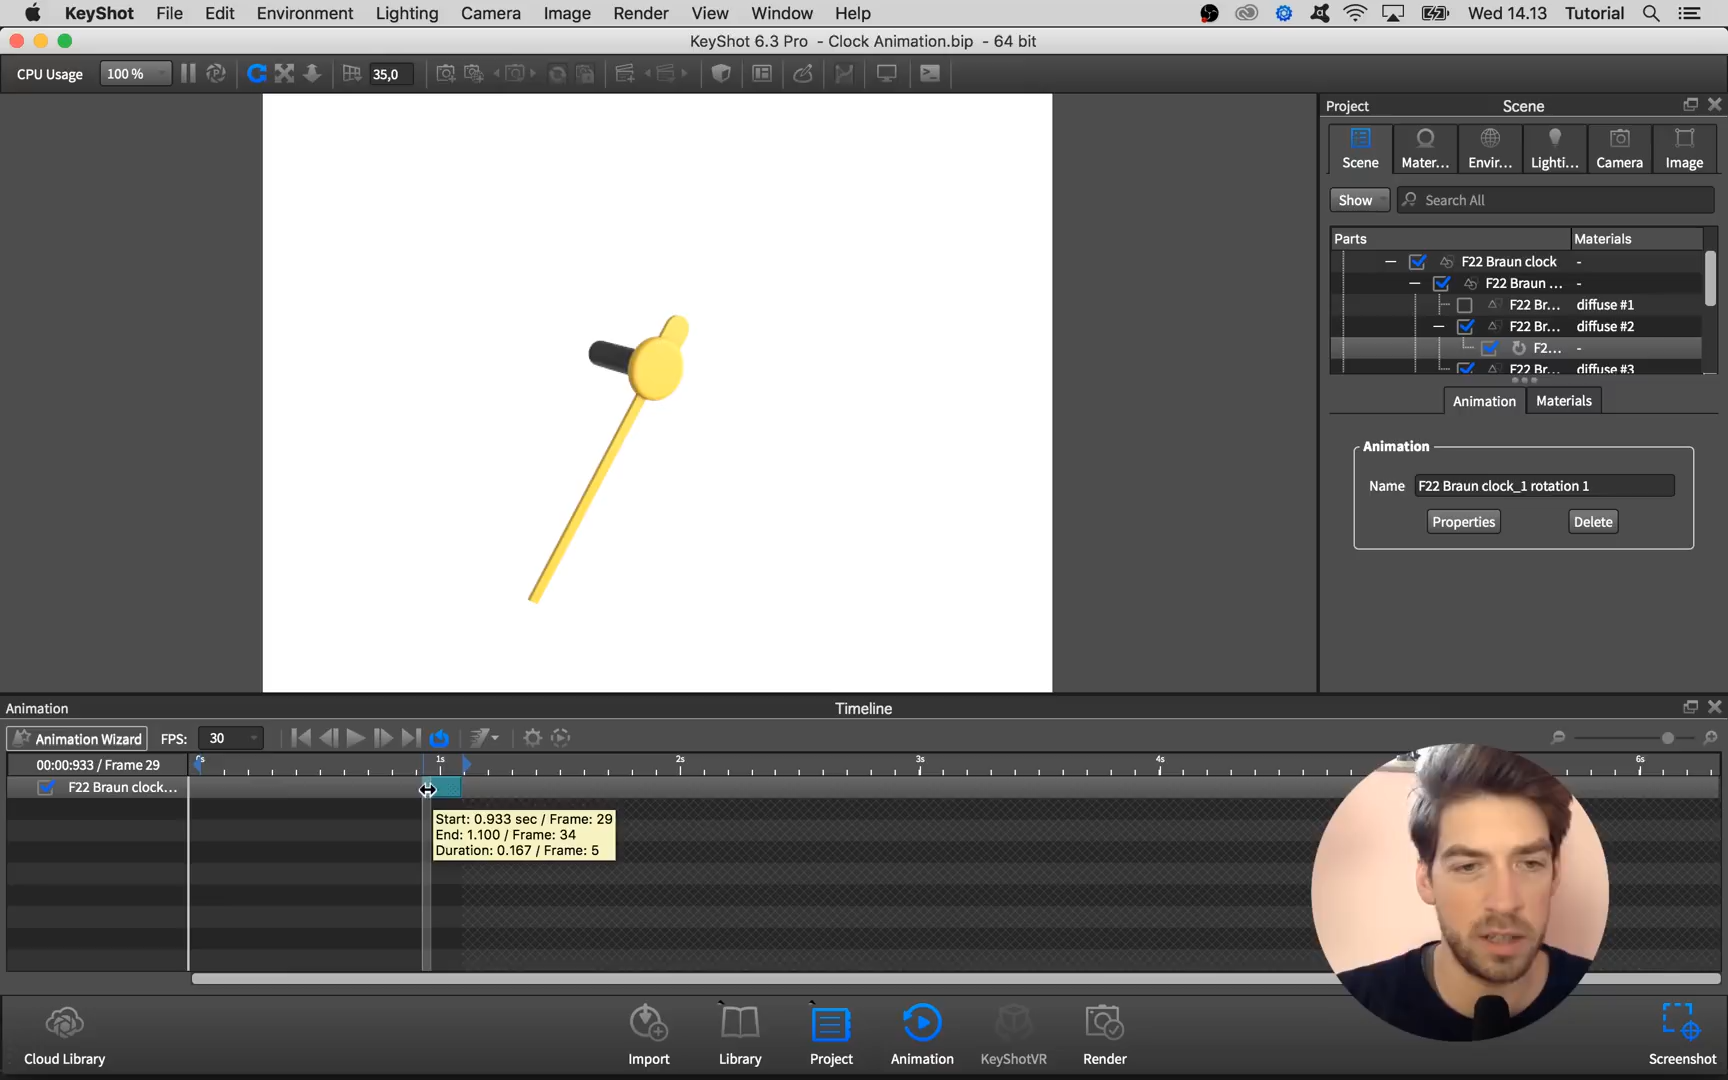 KeyShot File Edit Environment Lighting Camera Image Render View Window Help Wed 14.13 Tutorial
KeyShot 6.3 Pro - Clock Animation.bip - 64 bit
CPU Usage 100 % 35,0
Project Scene
Scene Mater... Envir... Lighti... Camera Image
Show Search All
Parts Materials
F22 Braun clock -
F22 Braun ... -
F22 Br... diffuse #1
F22 Br... diffuse #2
F2... -
F22 Br... diffuse #3
Animation Materials
Animation
Name F22 Braun clock_1 rotation 1
Properties Delete
Animation Timeline
Animation Wizard FPS: 30
00:00:933 / Frame 29 1s 2s 3s 4s 6s
F22 Braun clock...
Start: 0.933 sec / Frame: 29
End: 1.100 / Frame: 34
Duration: 0.167 / Frame: 5
Cloud Library Import Library Project Animation KeyShotVR Render Screenshot